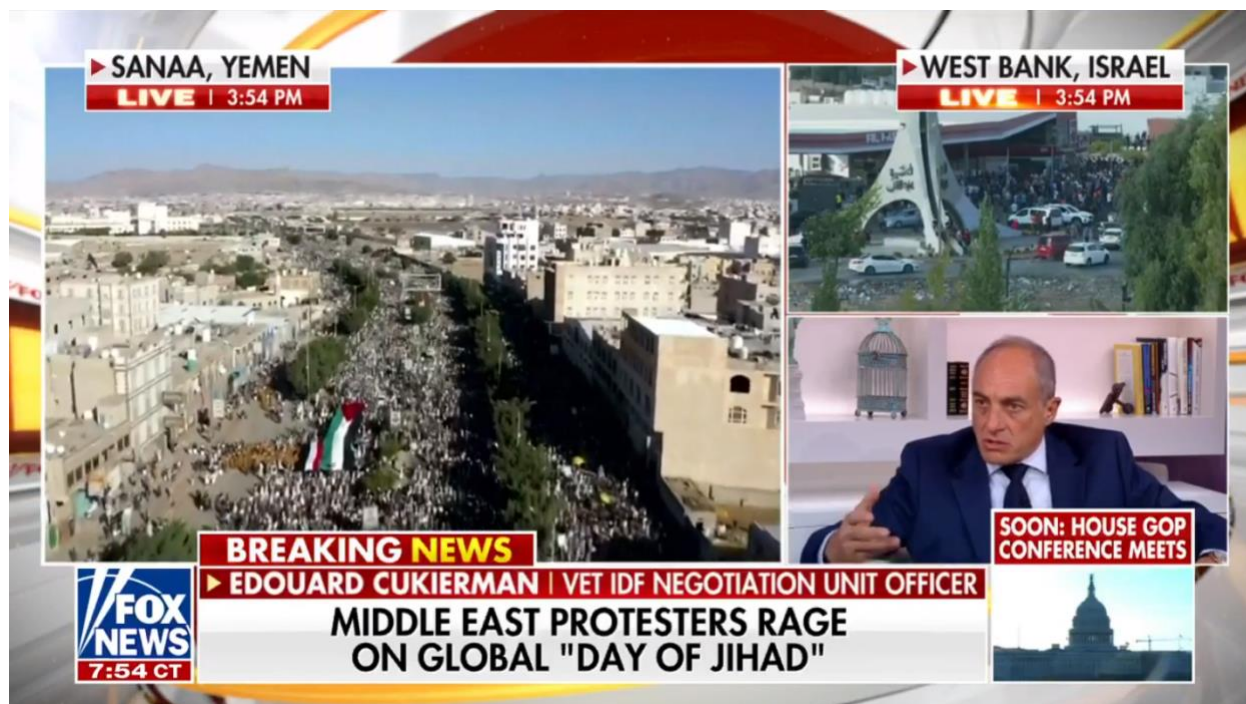 SANAA, YEMEN
LIVE | 3:54 PM
WEST BANK, ISRAEL
LIVE | 3:54 PM
BREAKING NEWS
EDOUARD CUKIERMAN | VET IDF NEGOTIATION UNIT OFFICER
MIDDLE EAST PROTESTERS RAGE
ON GLOBAL "DAY OF JIHAD"
SOON: HOUSE GOP
CONFERENCE MEETS
FOX
NEWS
7:54 CT